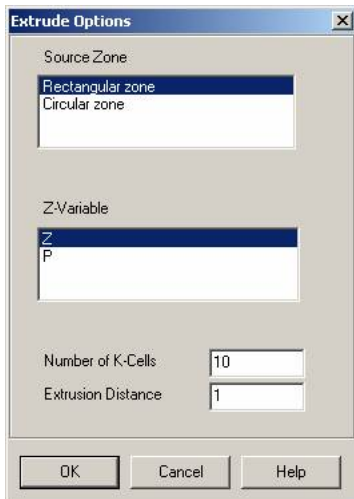 Extrude Options
Source Zone
Rectangular zone
Circular zone
Z-Variable
Z
P
Number of K-Cells 10
Extrusion Distance 1
OK Cancel Help